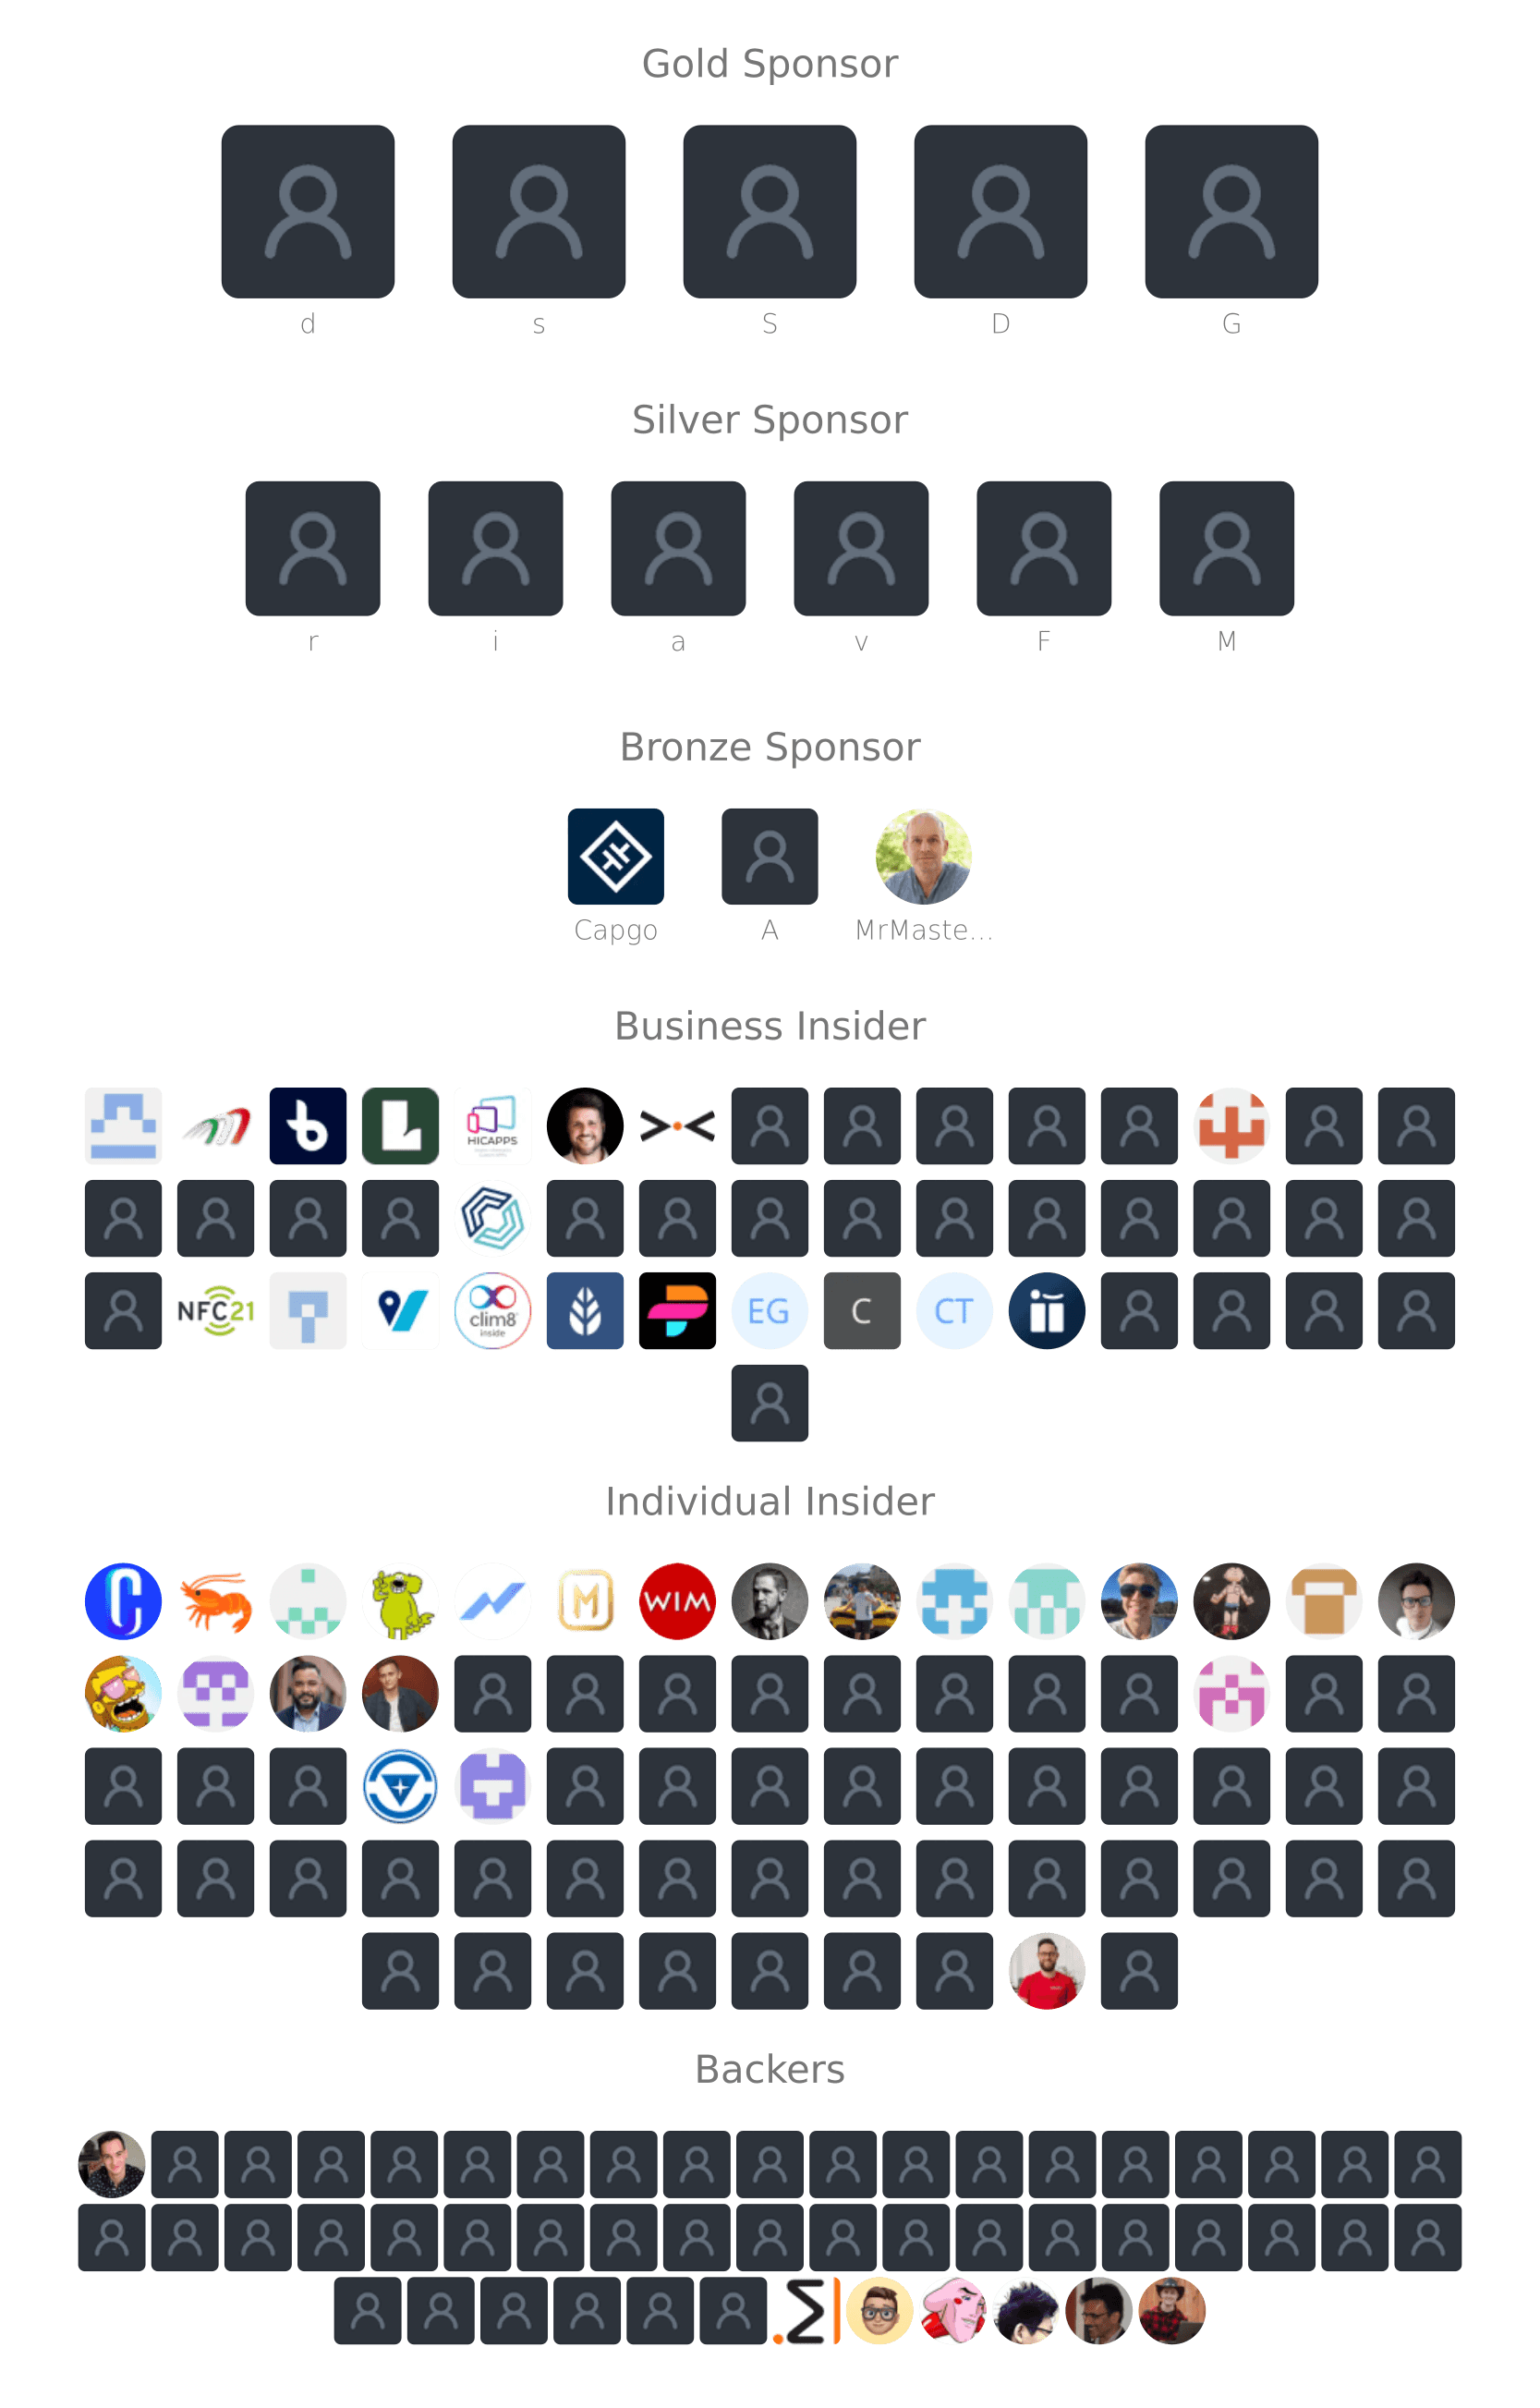 Gold Sponsor
d s S D G
Silver Sponsor
r i a v F M
Bronze Sponsor
Capgo A MrMaste...
Business Insider
HICAPPS
NFC21 clim8 EG C CT
inside
Individual Insider
M WIM
Backers